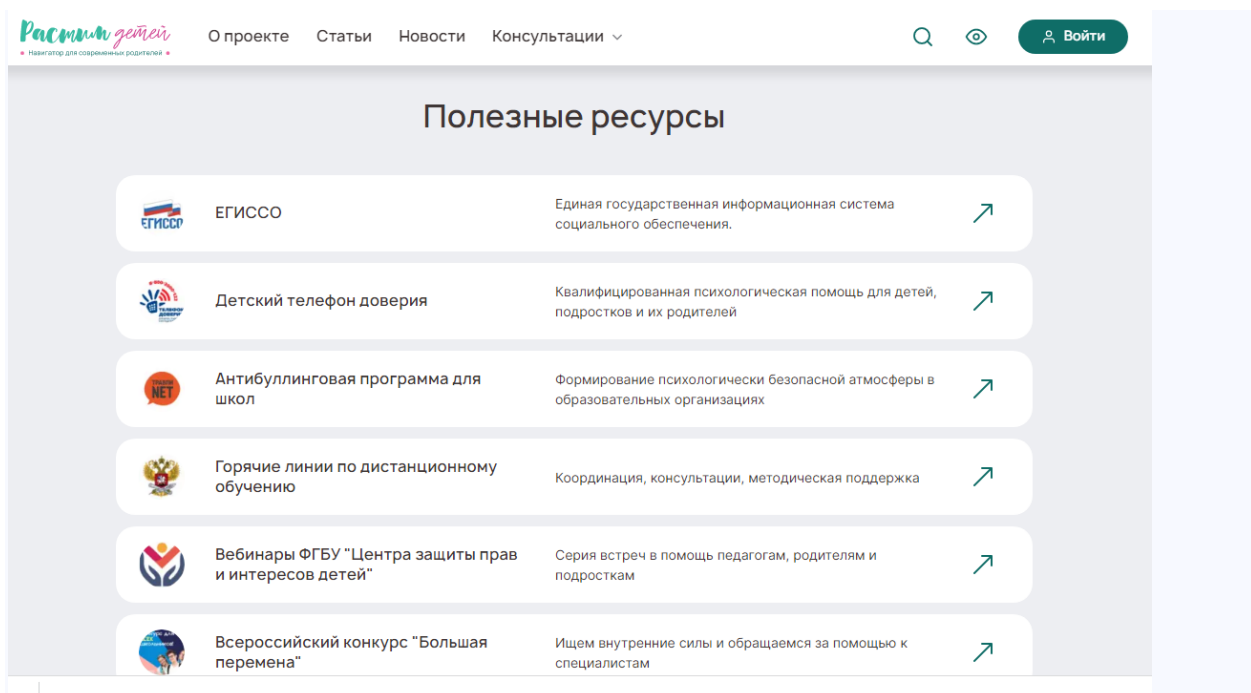 Растим детей
Навигатор для современных родителей
О проекте Статьи Новости Консультации
Войти
Полезные ресурсы
ЕГИССО
ЕГИССО
Единая государственная информационная система
социального обеспечения.
Детский телефон доверия
Квалифицированная психологическая помощь для детей,
подростков и их родителей
NET
Антибуллинговая программа для
школ
Формирование психологически безопасной атмосферы в
образовательных организациях
Горячие линии по дистанционному
обучению
Координация, консультации, методическая поддержка
Вебинары ФГБУ "Центра защиты прав
и интересов детей"
Серия встреч в помощь педагогам, родителям и
подросткам
Всероссийский конкурс "Большая
перемена"
Ищем внутренние силы и обращаемся за помощью к
специалистам